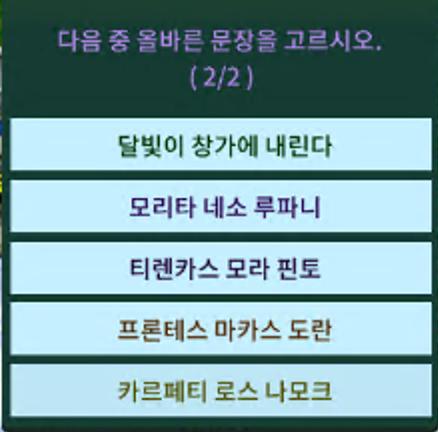 다음 중 올바른 문장을 고르시오.
( 2/2 )
달빛이 창가에 내린다
모리타 네소 루파니
티렌카스 모라 핀토
프론테스 마카스 도란
카르페티 로스 나모크